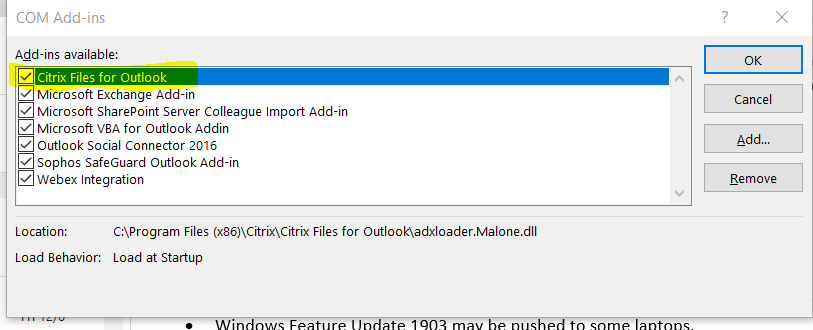 COM Add-ins
? ×
Add-ins available:
Citrix Files for Outlook
Microsoft Exchange Add-in
Microsoft SharePoint Server Colleague Import Add-in
Microsoft VBA for Outlook Addin
Outlook Social Connector 2016
Sophos SafeGuard Outlook Add-in
Webex Integration
OK
Cancel
Add...
Remove
Location: C:\Program Files (x86)\Citrix\Citrix Files for Outlook\adxloader.Malone.dll
Load Behavior: Load at Startup
• Windows Feature Update 1903 may be pushed to some laptops.